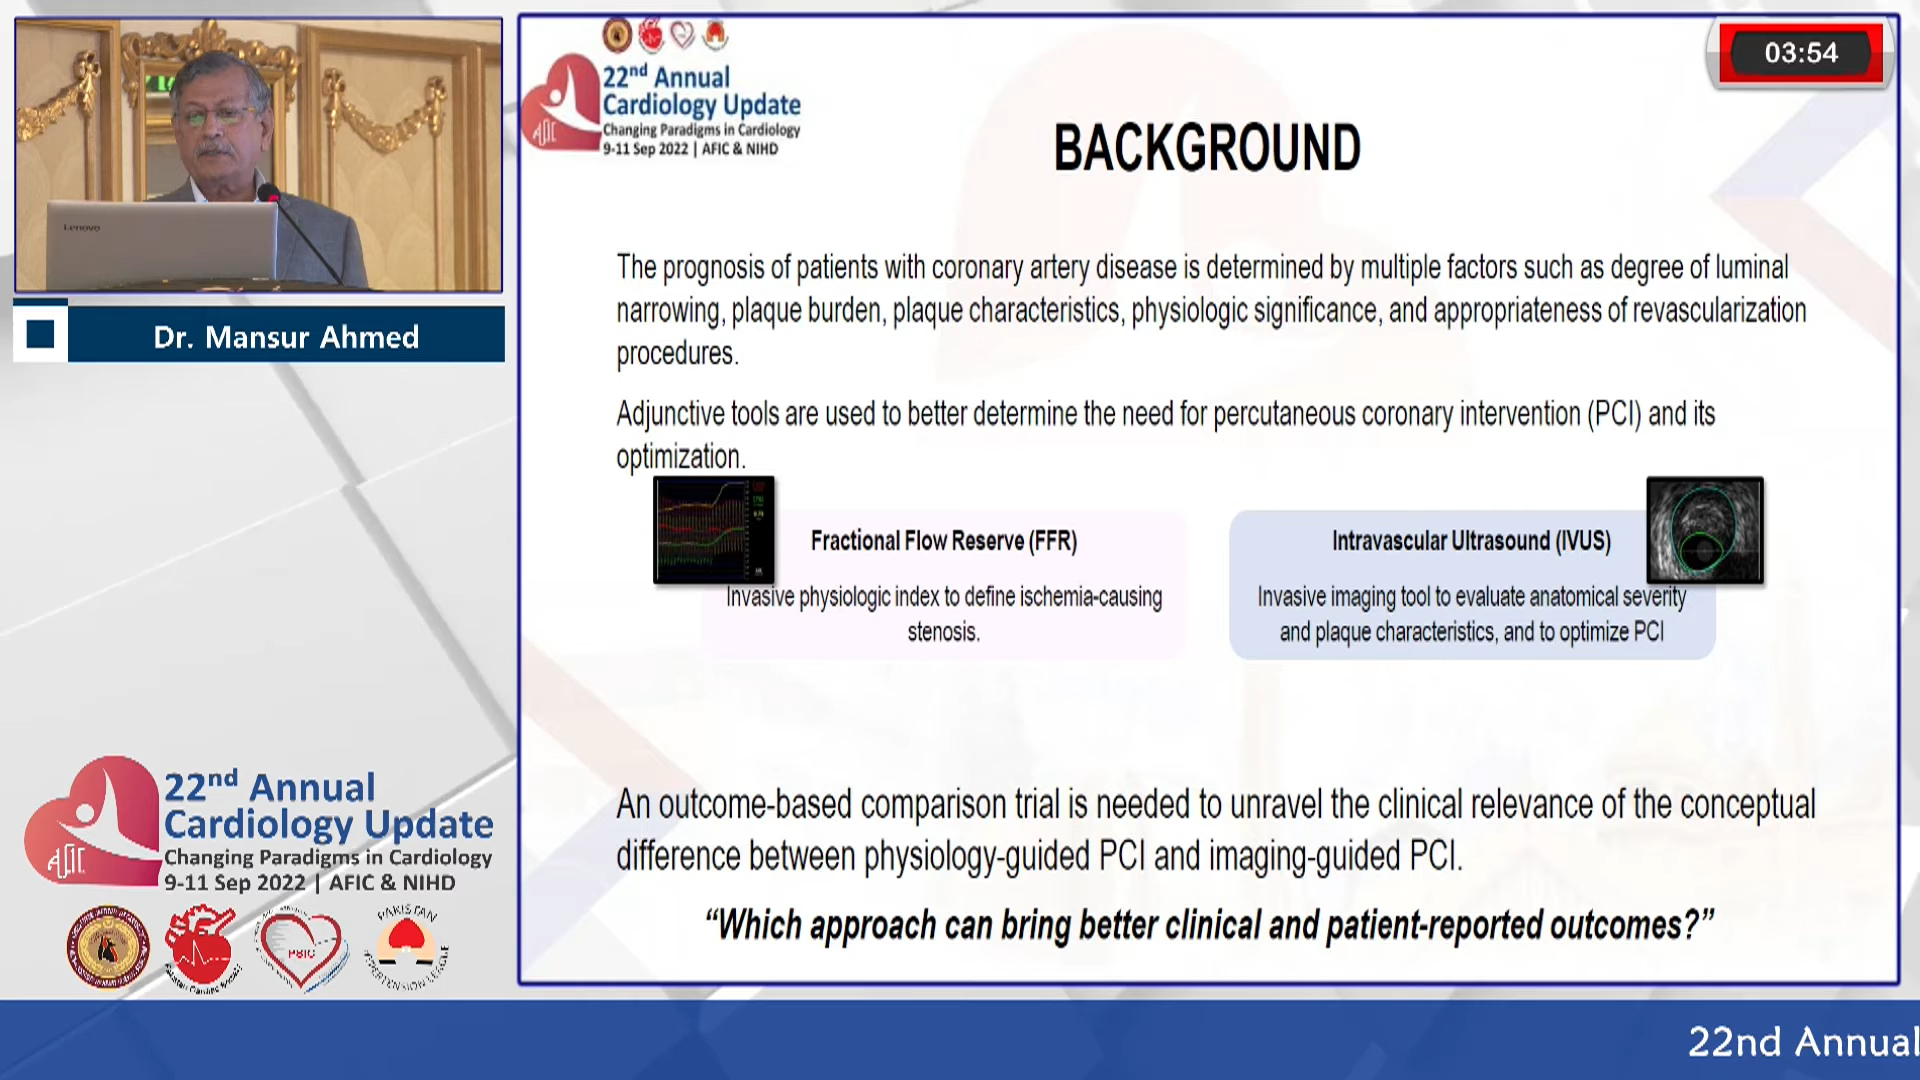 Lenovo
Dr. Mansur Ahmed
22nd Annual
Cardiology Update
Changing Paradigms in Cardiology
9-11 Sep 2022 | AFIC & NIHD
PSIC
PAKISTAN
HYPERTENSION LEAGUE
22nd Annual
Cardiology Update
Changing Paradigms in Cardiology
9-11 Sep 2022 | AFIC & NIHD
03:54
BACKGROUND
The prognosis of patients with coronary artery disease is determined by multiple factors such as degree of luminal
narrowing, plaque burden, plaque characteristics, physiologic significance, and appropriateness of revascularization
procedures.
Adjunctive tools are used to better determine the need for percutaneous coronary intervention (PCI) and its
optimization.
Fractional Flow Reserve (FFR)
Invasive physiologic index to define ischemia-causing
stenosis.
Intravascular Ultrasound (IVUS)
Invasive imaging tool to evaluate anatomical severity
and plaque characteristics, and to optimize PCI
An outcome-based comparison trial is needed to unravel the clinical relevance of the conceptual
difference between physiology-guided PCI and imaging-guided PCI.
“Which approach can bring better clinical and patient-reported outcomes?”
22nd Annual